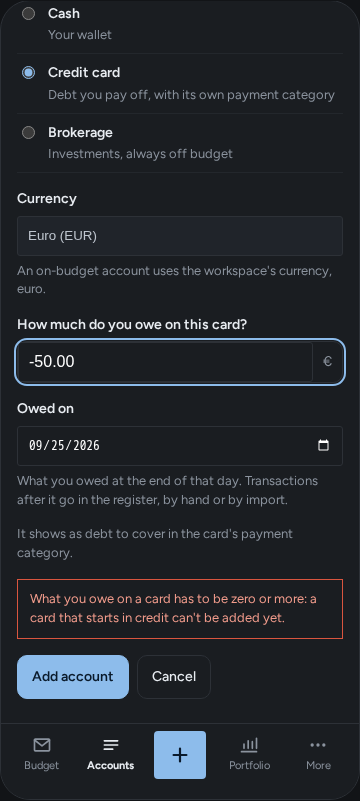 Cash
Your wallet
Credit card
Debt you pay off, with its own payment category
Brokerage
Investments, always off budget
Currency
Euro (EUR)
An on-budget account uses the workspace's currency,
euro.
How much do you owe on this card?
-50.00 €
Owed on
09/25/2026
What you owed at the end of that day. Transactions
after it go in the register, by hand or by import.
It shows as debt to cover in the card's payment
category.
What you owe on a card has to be zero or more: a
card that starts in credit can't be added yet.
Add account Cancel
Budget Accounts + Portfolio More